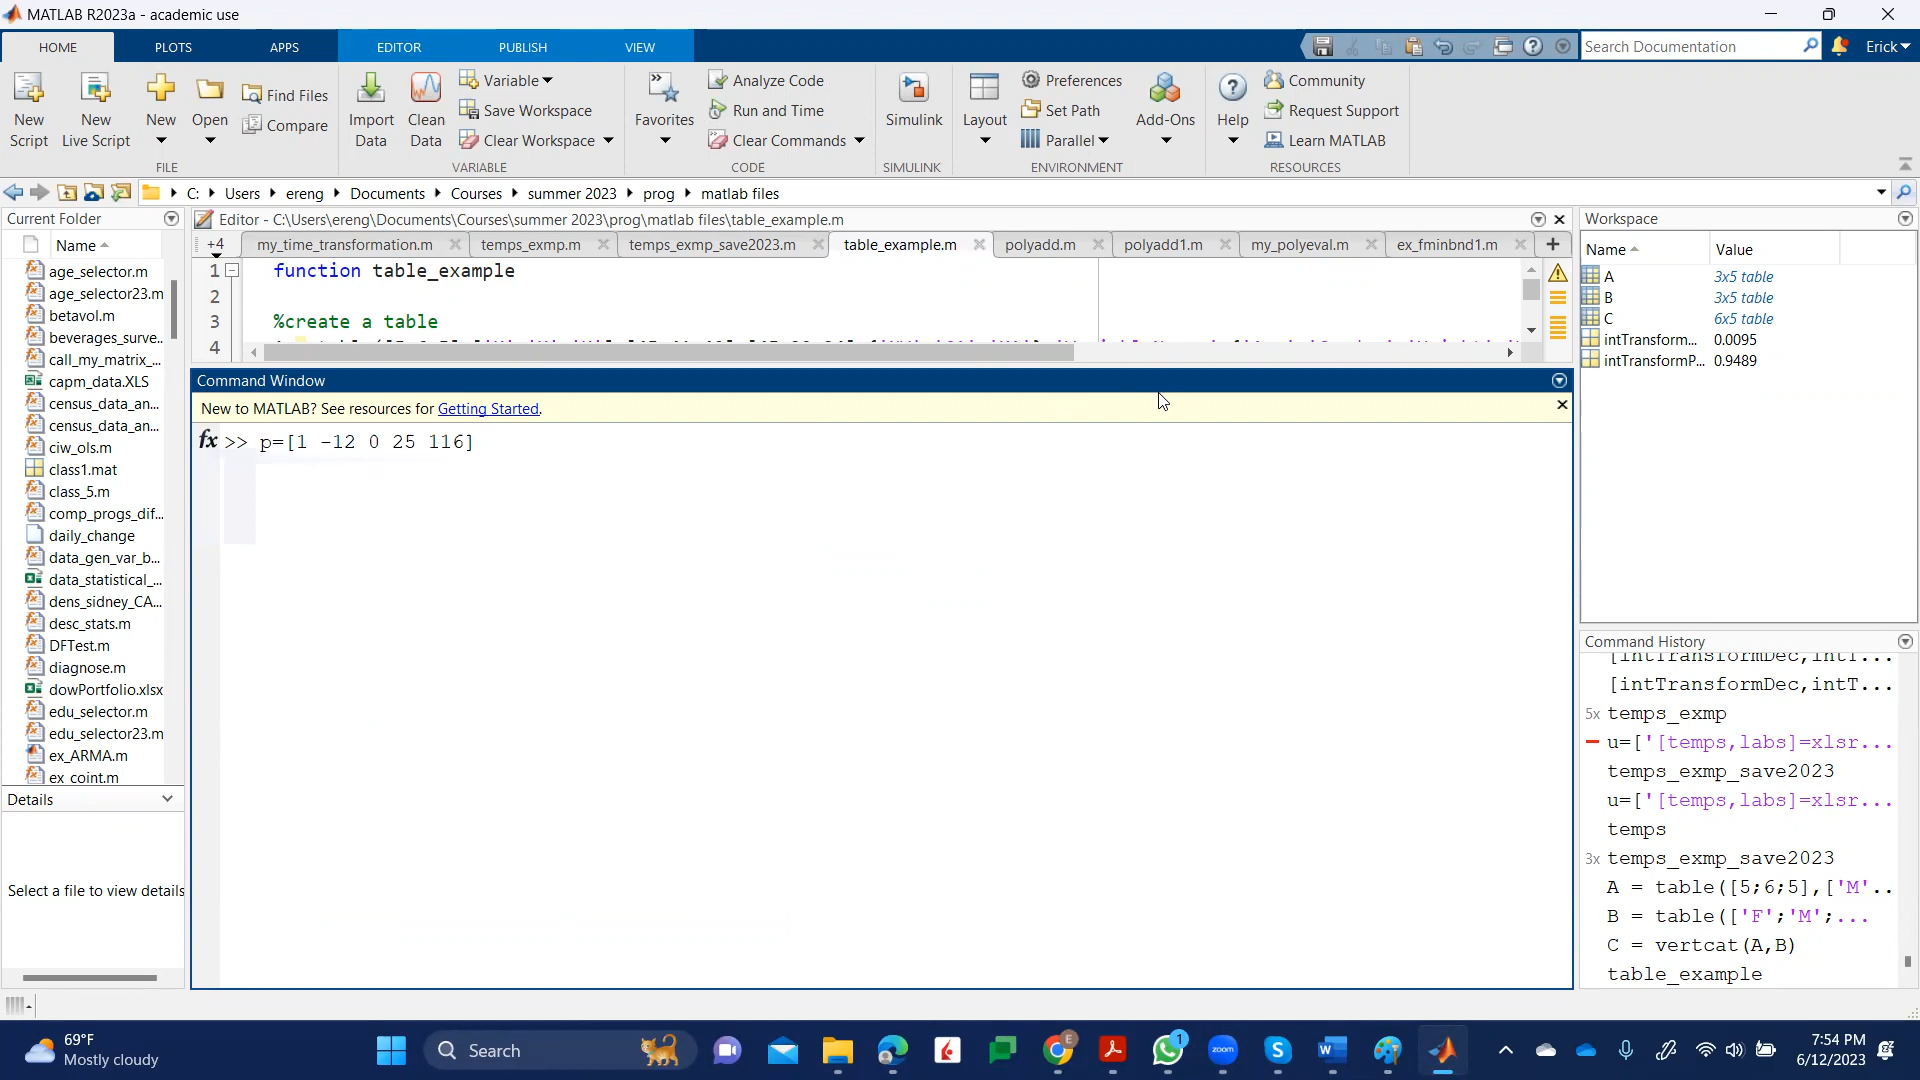 MATLAB R2023a - academic use
HOME PLOTS APPS EDITOR PUBLISH VIEW
Search Documentation
Erick
New Script
New Live Script
New
Open
Find Files
Compare
FILE
Import Data
Clean Data
Variable
Save Workspace
Clear Workspace
VARIABLE
Favorites
Analyze Code
Run and Time
Clear Commands
CODE
Simulink
SIMULINK
Layout
Preferences
Set Path
Parallel
Add-Ons
ENVIRONMENT
Help
Community
Request Support
Learn MATLAB
RESOURCES
C: Users ereng Documents Courses summer 2023 prog matlab files
Current Folder
Name
age_selector.m
age_selector23.m
betavol.m
beverages_surve...
call_my_matrix_...
capm_data.XLS
census_data_an...
census_data_an...
ciw_ols.m
class1.mat
class_5.m
comp_progs_dif...
daily_change
data_gen_var_b...
data_statistical_...
dens_sidney_CA...
desc_stats.m
DFTest.m
diagnose.m
dowPortfolio.xlsx
edu_selector.m
edu_selector23.m
ex_ARMA.m
ex_coint.m
Details
Select a file to view details
Editor - C:\Users\ereng\Documents\Courses\summer 2023\prog\matlab files\table_example.m
+4 my_time_transformation.m temps_exmp.m temps_exmp_save2023.m table_example.m polyadd.m polyadd1.m my_polyeval.m ex_fminbnd1.m
1 function table_example
2
3 %create a table
4
Command Window
New to MATLAB? See resources for Getting Started.
fx >> p=[1 -12 0 25 116]
Workspace
Name Value
A 3x5 table
B 3x5 table
C 6x5 table
intTransform... 0.0095
intTransformP... 0.9489
Command History
[intTransformDec,intT...
[intTransformDec,intT...
5x temps_exmp
u=['[temps,labs]=xlsr...
temps_exmp_save2023
u=['[temps,labs]=xlsr...
temps
3x temps_exmp_save2023
A = table([5;6;5],['M'..
B = table(['F';'M';...
C = vertcat(A,B)
table_example
69°F
Mostly cloudy
Search
E
1
zoom
7:54 PM
6/12/2023